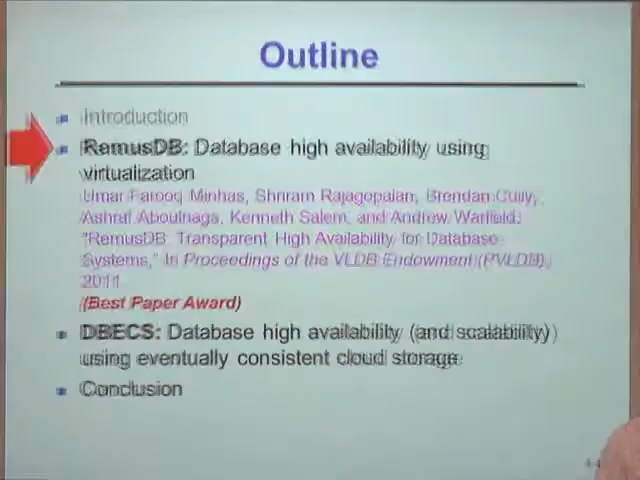 Outline
Introduction
RemusDB: Database high availability using
virtualization
Umar Farooq Minhas, Shriram Rajagopalan, Brendan Cully,
Ashraf Aboulnaga, Kenneth Salem, and Andrew Warfield.
"RemusDB: Transparent High Availability for Database
Systems," In Proceedings of the VLDB Endowment (PVLDB),
2011.
(Best Paper Award)
DBECS: Database high availability (and scalability)
using eventually consistent cloud storage
Conclusion